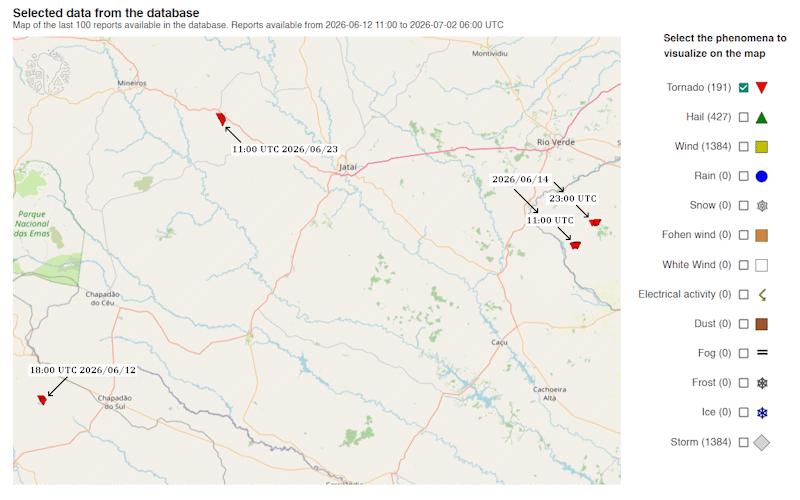 Selected data from the database
Map of the last 100 reports available in the database. Reports available from 2026-06-12 11:00 to 2026-07-02 06:00 UTC
Select the phenomena to
visualize on the map
Montividiu
Mineiros
11:00 UTC 2026/06/23
Jataí
Rio Verde
2026/06/14
23:00 UTC
11:00 UTC
Parque
Nacional
das Emas
Chapadão
do Céu
Caçu
18:00 UTC 2026/06/12
Chapadão
do Sul
Cachoeira
Alta
Tornado (191)
Hail (427)
Wind (1384)
Rain (0)
Snow (0)
Fohen wind (0)
White Wind (0)
Electrical activity (0)
Dust (0)
Fog (0)
Frost (0)
Ice (0)
Storm (1384)